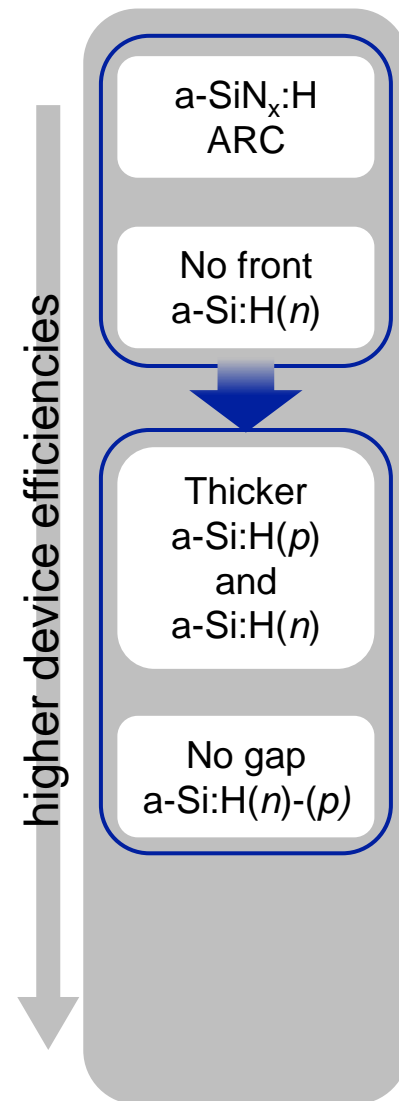 a-SiNx:H
ARC
No front
a-Si:H(n)
Thicker
a-Si:H(p)
and
a-Si:H(n)
No gap
a-Si:H(n)-(p)
higher device efficiencies